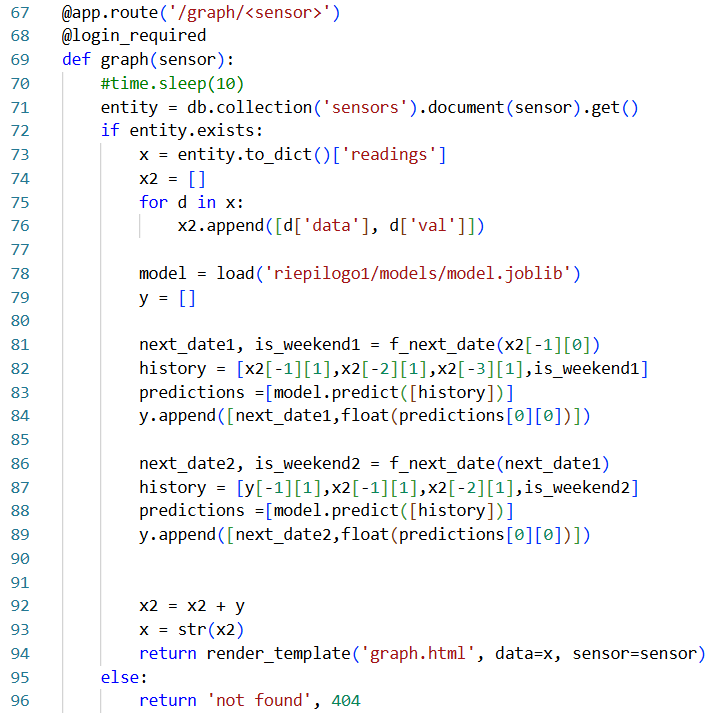 67 @app.route('/graph/<sensor>')
68 @login_required
69 def graph(sensor):
70     #time.sleep(10)
71     entity = db.collection('sensors').document(sensor).get()
72     if entity.exists:
73         x = entity.to_dict()['readings']
74         x2 = []
75         for d in x:
76             x2.append([d['data'], d['val']])
77
78         model = load('riepilogo1/models/model.joblib')
79         y = []
80
81         next_date1, is_weekend1 = f_next_date(x2[-1][0])
82         history = [x2[-1][1],x2[-2][1],x2[-3][1],is_weekend1]
83         predictions =[model.predict([history])]
84         y.append([next_date1,float(predictions[0][0])])
85
86         next_date2, is_weekend2 = f_next_date(next_date1)
87         history = [y[-1][1],x2[-1][1],x2[-2][1],is_weekend2]
88         predictions =[model.predict([history])]
89         y.append([next_date2,float(predictions[0][0])])
90
91
92         x2 = x2 + y
93         x = str(x2)
94         return render_template('graph.html', data=x, sensor=sensor)
95     else:
96         return 'not found', 404